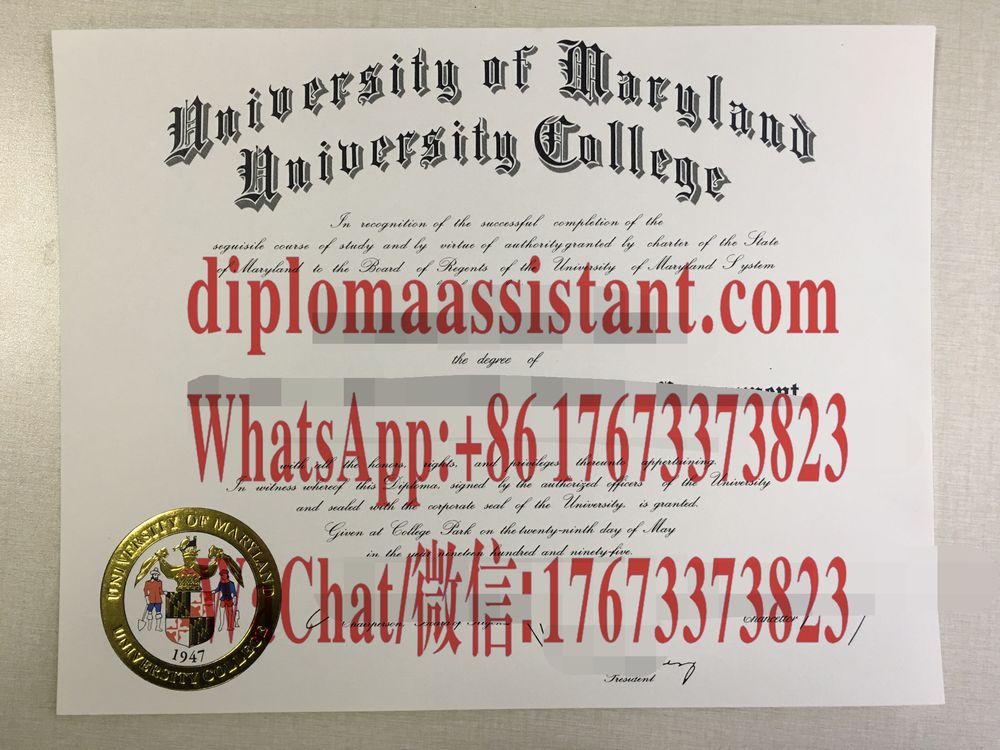 University of Maryland
University College
In recognition of the successful completion of the
seguisile course of study and by virtue of authority granted by charter of the State
of Maryland to the Board of Regents of the University of Maryland System
diplomaassistant.com
the degree of
WhatsApp:+86 17673373823
with all the honors, rights, and privileges thereunto appertaining.
In witness whereof this Diploma, signed by the authorized officers of the University
and sealed with the corporate seal of the University, is granted.
Given at College Park on the twenty-ninth day of May
in the year nineteen hundred and ninety-five.
WeChat/微信:17673373823
Chairperson, Board of Regents
Chancellor
President
UNIVERSITY OF MARYLAND
1947
UNIVERSITY COLLEGE